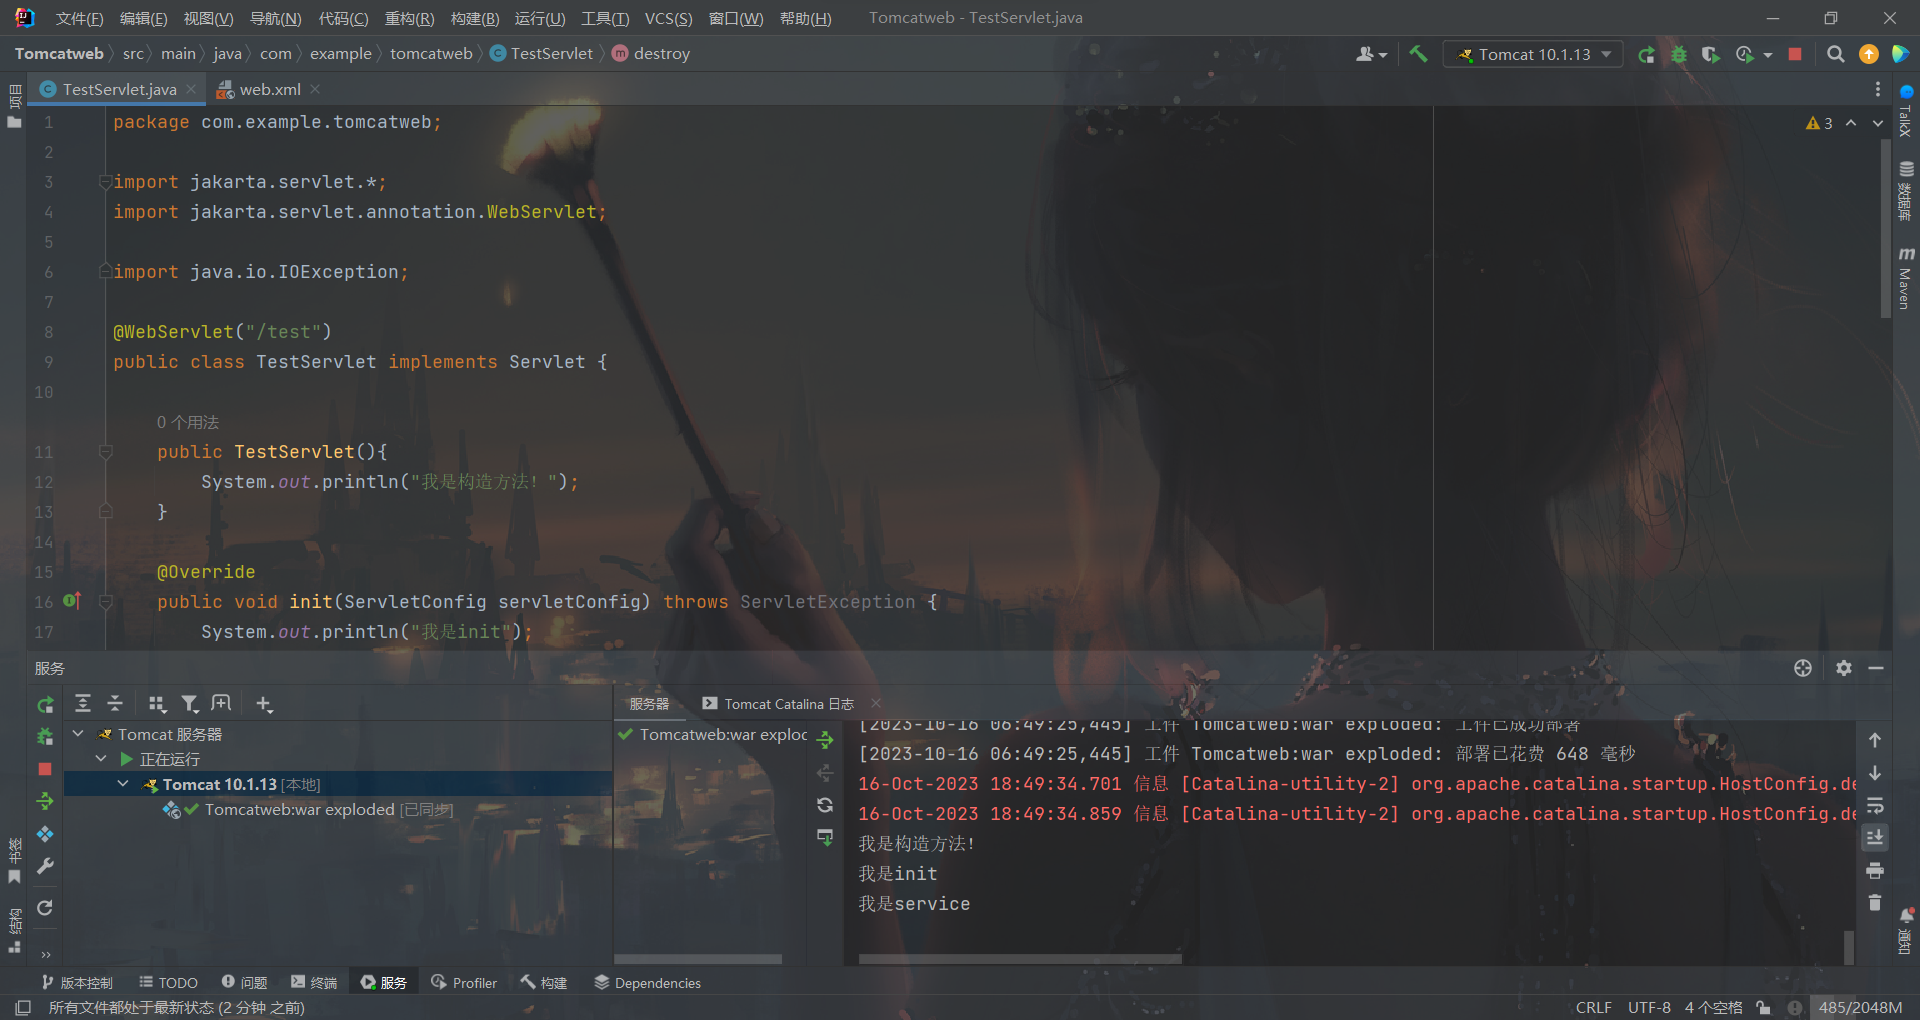 文件(F) 编辑(E) 视图(V) 导航(N) 代码(C) 重构(R) 构建(B) 运行(U) 工具(T) VCS(S) 窗口(W) 帮助(H) Tomcatweb - TestServlet.java
Tomcatweb src main java com example tomcatweb TestServlet destroy Tomcat 10.1.13
TestServlet.java web.xml
项目
1 package com.example.tomcatweb; 3
2
3 import jakarta.servlet.*;
4 import jakarta.servlet.annotation.WebServlet;
5
6 import java.io.IOException;
7
8 @WebServlet("/test")
9 public class TestServlet implements Servlet {
10
0 个用法
11 public TestServlet(){
12 System.out.println("我是构造方法! ");
13 }
14
15 @Override
16 public void init(ServletConfig servletConfig) throws ServletException {
17 System.out.println("我是init");
TalkX
数据库
m Maven
服务
服务器 Tomcat Catalina 日志
Tomcat 服务器
正在运行
Tomcat 10.1.13 [本地]
Tomcatweb:war exploded [已同步]
Tomcatweb:war explod
[2023-10-16 06:49:25,445] 工件 Tomcatweb:war exploded: 工件已成功部署
[2023-10-16 06:49:25,445] 工件 Tomcatweb:war exploded: 部署已花费 648 毫秒
16-Oct-2023 18:49:34.701 信息 [Catalina-utility-2] org.apache.catalina.startup.HostConfig.de
16-Oct-2023 18:49:34.859 信息 [Catalina-utility-2] org.apache.catalina.startup.HostConfig.de
我是构造方法!
我是init
我是service
书签
结构
通知
版本控制 TODO 问题 终端 服务 Profiler 构建 Dependencies
所有文件都处于最新状态 (2 分钟 之前) CRLF UTF-8 4 个空格 485/2048M